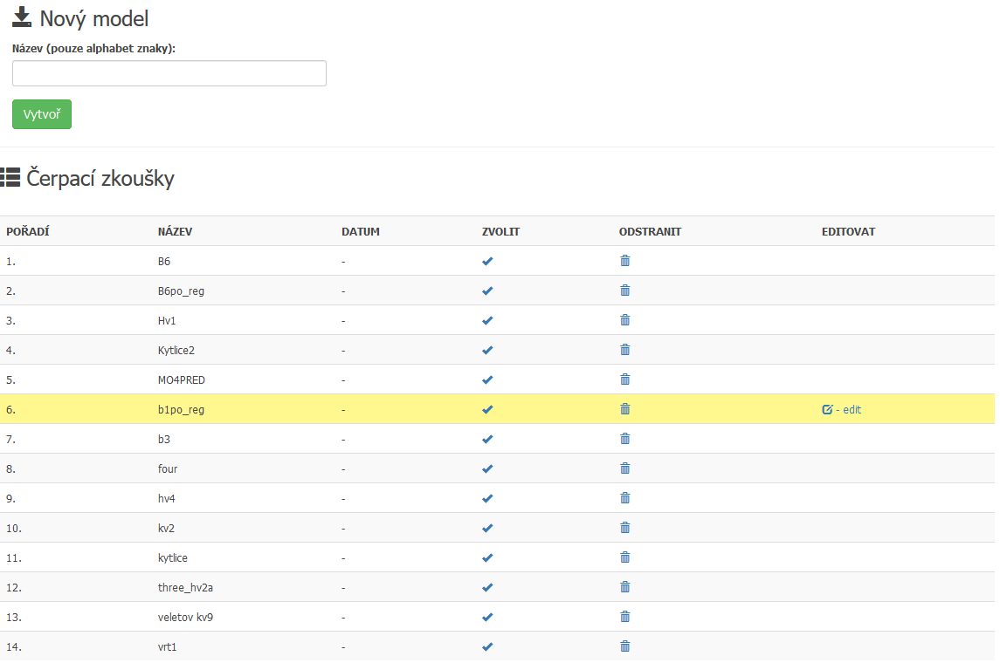 Nový model
Název (pouze alphabet znaky):
Vytvoř
Čerpací zkoušky
POŘADÍ NÁZEV DATUM ZVOLIT ODSTRANIT EDITOVAT
1. B6 -
2. B6po_reg -
3. Hv1 -
4. Kytlice2 -
5. MO4PRED -
6. b1po_reg - - edit
7. b3 -
8. four -
9. hv4 -
10. kv2 -
11. kytlice -
12. three_hv2a -
13. veletov kv9 -
14. vrt1 -